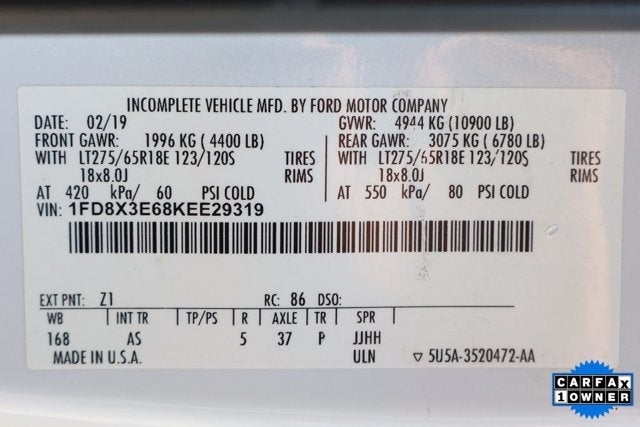 INCOMPLETE VEHICLE MFD. BY FORD MOTOR COMPANY
DATE: 02/19 GVWR: 4944 KG (10900 LB)
FRONT GAWR: 1996 KG ( 4400 LB) REAR GAWR: 3075 KG ( 6780 LB)
WITH LT275/65R18E 123/120S TIRES WITH LT275/65R18E 123/120S TIRES
18x8.0J RIMS 18x8.0J RIMS
AT 420 kPa/ 60 PSI COLD AT 550 kPa/ 80 PSI COLD
VIN: 1FD8X3E68KEE29319
EXT PNT: Z1 RC: 86 DSO:
WB INT TR TP/PS R AXLE TR SPR
168 AS 5 37 P JJHH
MADE IN U.S.A. ULN 5U5A-3520472-AA
CARFAX
1 OWNER